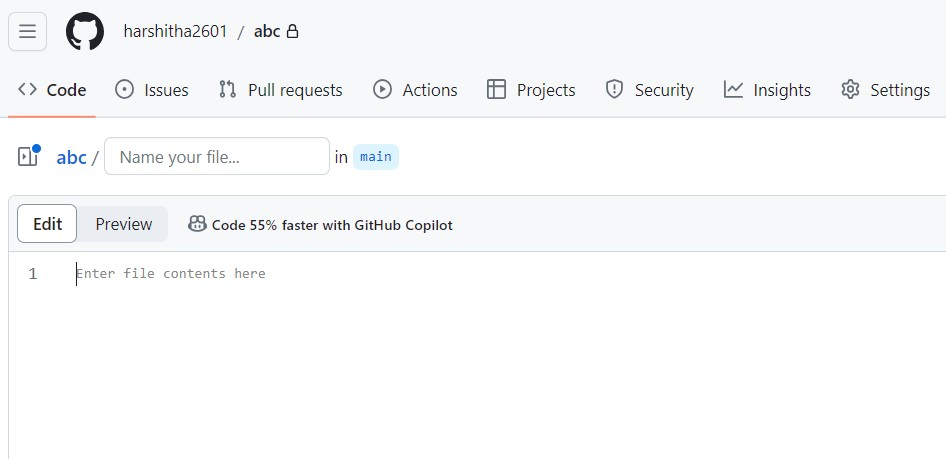 harshitha2601 / abc
Code Issues Pull requests Actions Projects Security Insights Settings
abc / Name your file... in main
Edit Preview Code 55% faster with GitHub Copilot
1 Enter file contents here